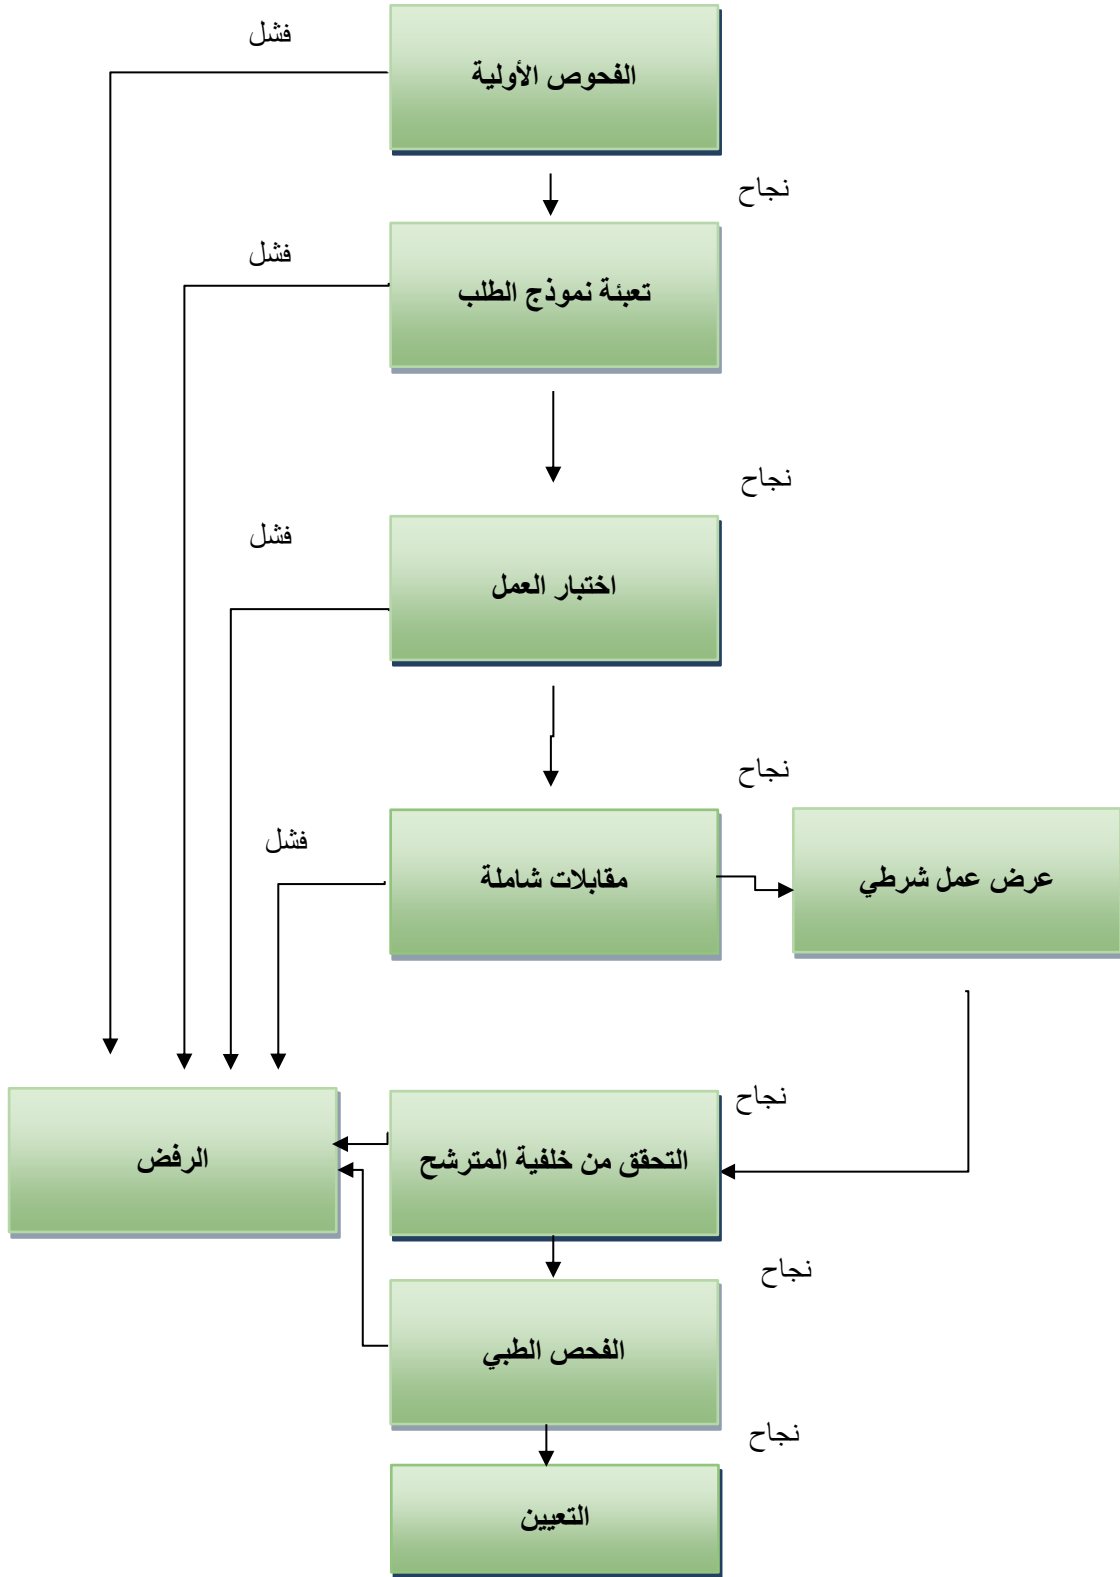 فشل
الفحوص الأولية
نجاح
فشل
تعبئة نموذج الطلب
نجاح
فشل
اختبار العمل
نجاح
فشل
مقابلات شاملة
عرض عمل شرطي
نجاح
التحقق من خلفية المترشح
الرفض
نجاح
الفحص الطبي
نجاح
التعيين